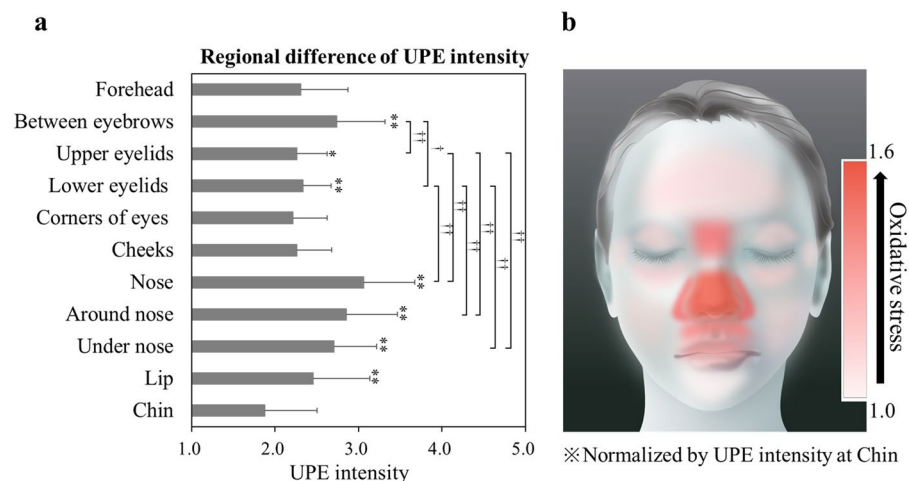 a
Regional difference of UPE intensity
Forehead
Between eyebrows
Upper eyelids
Lower eyelids
Corners of eyes
Cheeks
Nose
Around nose
Under nose
Lip
Chin
**
*
**
**
**
**
**
1.0 2.0 3.0 4.0 5.0
UPE intensity
b
1.6
Oxidative stress
1.0
※Normalized by UPE intensity at Chin